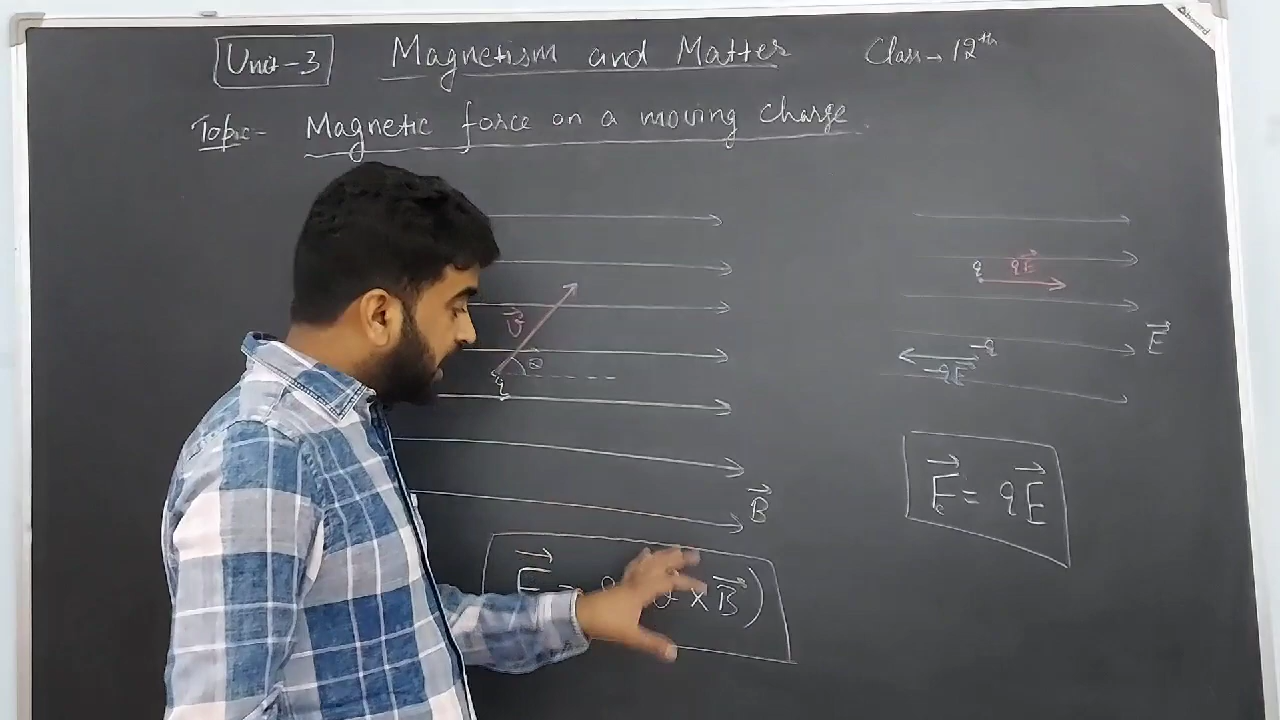 Unit-3 Magnetism and Matter Class→12th
Topic- Magnetic force on a moving charge.
q qE⃗
v⃗
θ
q
-q
-qE⃗
E⃗
B⃗
F⃗ = qE⃗
F⃗ = × B⃗)